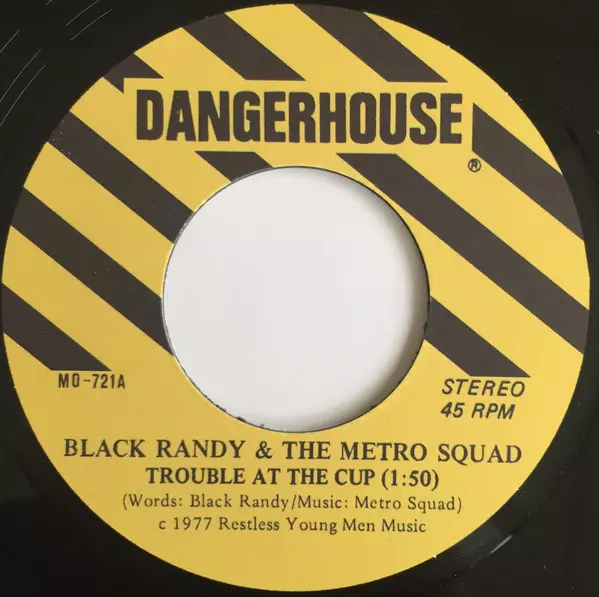 DANGERHOUSE
®
MO-721A
STEREO
45 RPM
BLACK RANDY & THE METRO SQUAD
TROUBLE AT THE CUP (1:50)
(Words: Black Randy/Music: Metro Squad)
c 1977 Restless Young Men Music